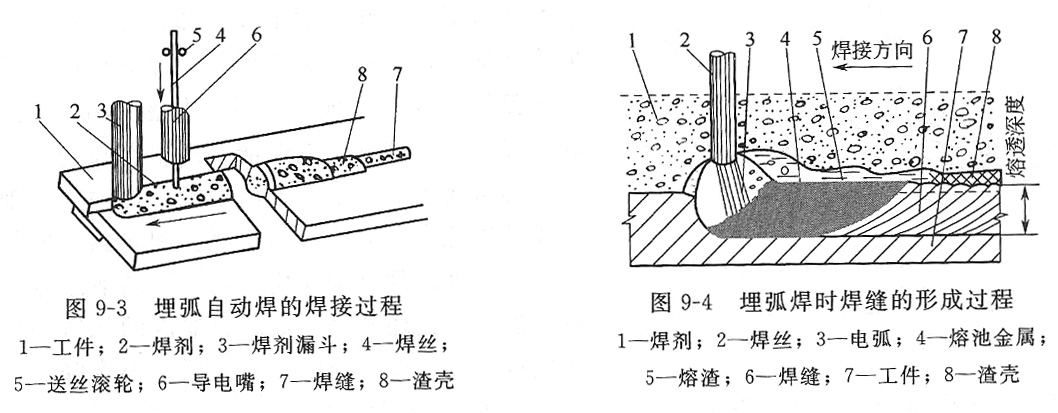 5 4 6
8 7
1 2 3
图 9-3 埋弧自动焊的焊接过程
1—工件；2—焊剂；3—焊剂漏斗；4—焊丝；
5—送丝滚轮；6—导电嘴；7—焊缝；8—渣壳
1 2 3 4 5 6 7 8
焊接方向
熔透深度
图 9-4 埋弧焊时焊缝的形成过程
1—焊剂；2—焊丝；3—电弧；4—熔池金属；
5—熔渣；6—焊缝；7—工件；8—渣壳